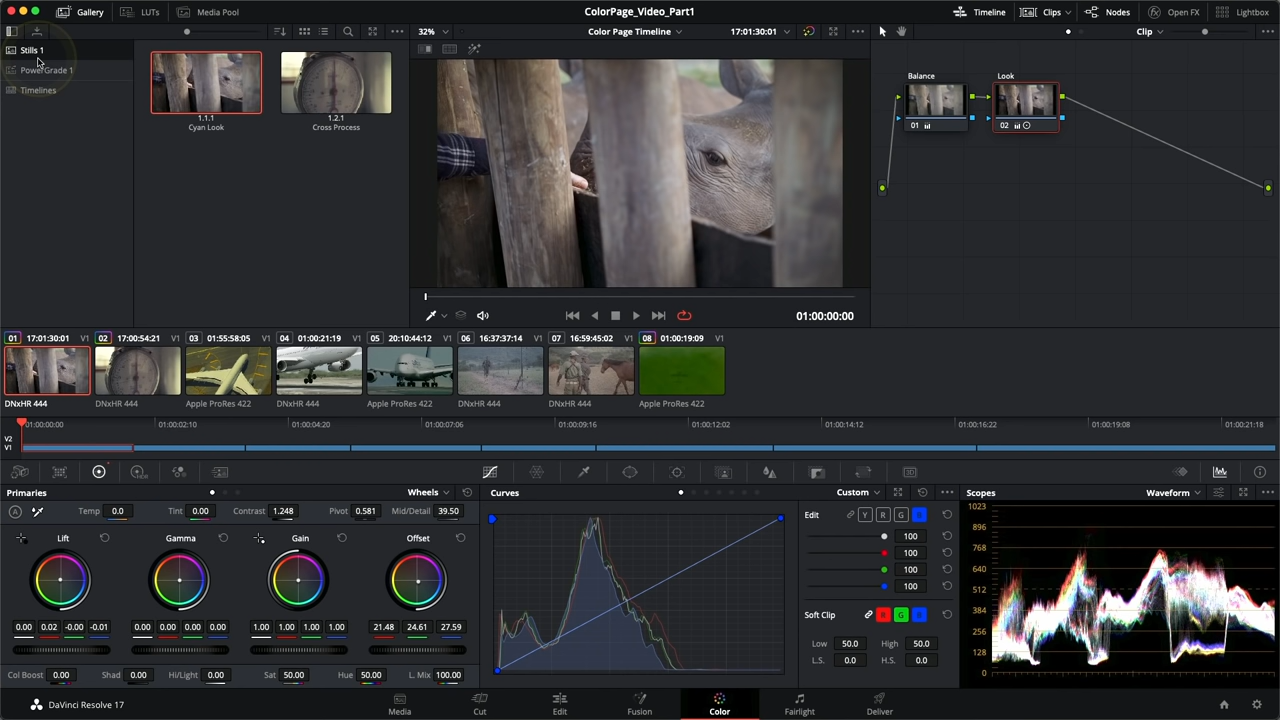 Gallery LUTs Media Pool ColorPage_Video_Part1 Timeline Clips Nodes Open FX Lightbox
32% Color Page Timeline 17:01:30:01 Clip
Stills 1
PowerGrade 1
Timelines
1.1.1 1.2.1
Cyan Look Cross Process
Balance Look
01 02
01:00:00:00
01 17:01:30:01 V1 02 17:00:54:21 V1 03 01:55:58:05 V1 04 01:00:21:19 V1 05 20:10:44:12 V1 06 16:37:37:14 V1 07 16:59:45:02 V1 08 01:00:19:09 V1
DNxHR 444 DNxHR 444 Apple ProRes 422 DNxHR 444 Apple ProRes 422 DNxHR 444 DNxHR 444 Apple ProRes 422
01:00:00:00 01:00:02:10 01:00:04:20 01:00:07:06 01:00:09:16 01:00:12:02 01:00:14:12 01:00:16:22 01:00:19:08 01:00:21:18
V2
V1
Primaries Wheels Curves Custom Scopes Waveform
A Temp 0.0 Tint 0.00 Contrast 1.248 Pivot 0.581 Mid/Detail 39.50
Lift Gamma Gain Offset
0.00 0.02 -0.00 -0.01 0.00 0.00 0.00 0.00 1.00 1.00 1.00 1.00 21.48 24.61 27.59
Col Boost 0.00 Shad 0.00 Hi/Light 0.00 Sat 50.00 Hue 50.00 L. Mix 100.00
Edit Y R G B
100
100
100
100
Soft Clip R G B
Low 50.0 High 50.0
L.S. 0.0 H.S. 0.0
1023
896
768
640
512
384
256
128
0
DaVinci Resolve 17 Media Cut Edit Fusion Color Fairlight Deliver